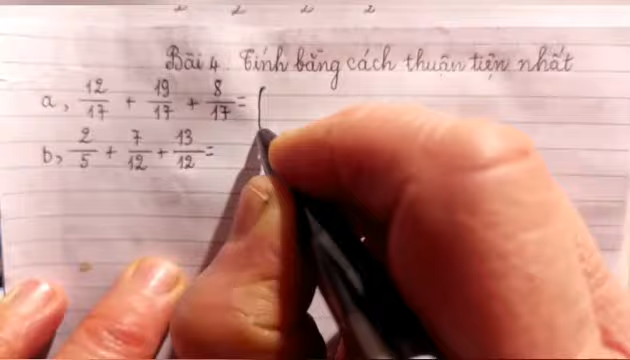 Bài 4. Tính bằng cách thuận tiện nhất
a, 12/17 + 19/17 + 8/17 = (
b, 2/5 + 7/12 + 13/12 =